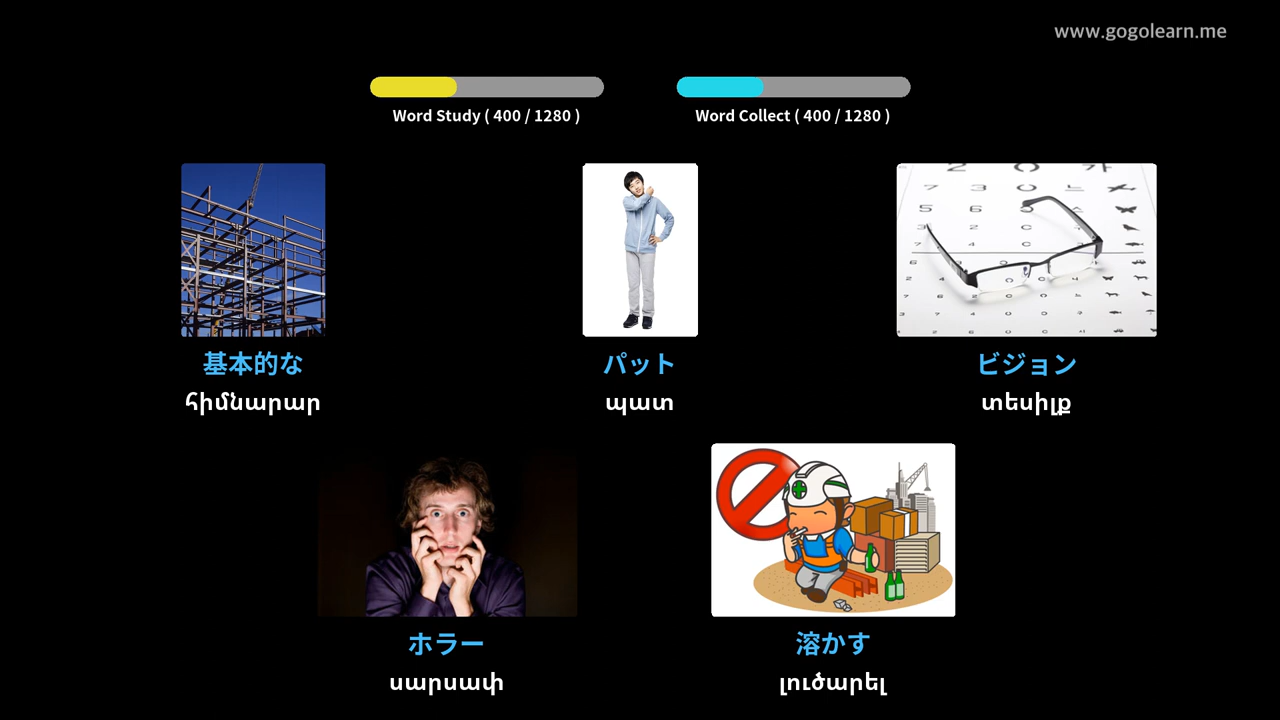 www.gogolearn.me
Word Study ( 400 / 1280 )
Word Collect ( 400 / 1280 )
基本的な
հիմնարար
パット
պատ
ビジョン
տեսիլք
ホラー
սարսափ
溶かす
լուծարել